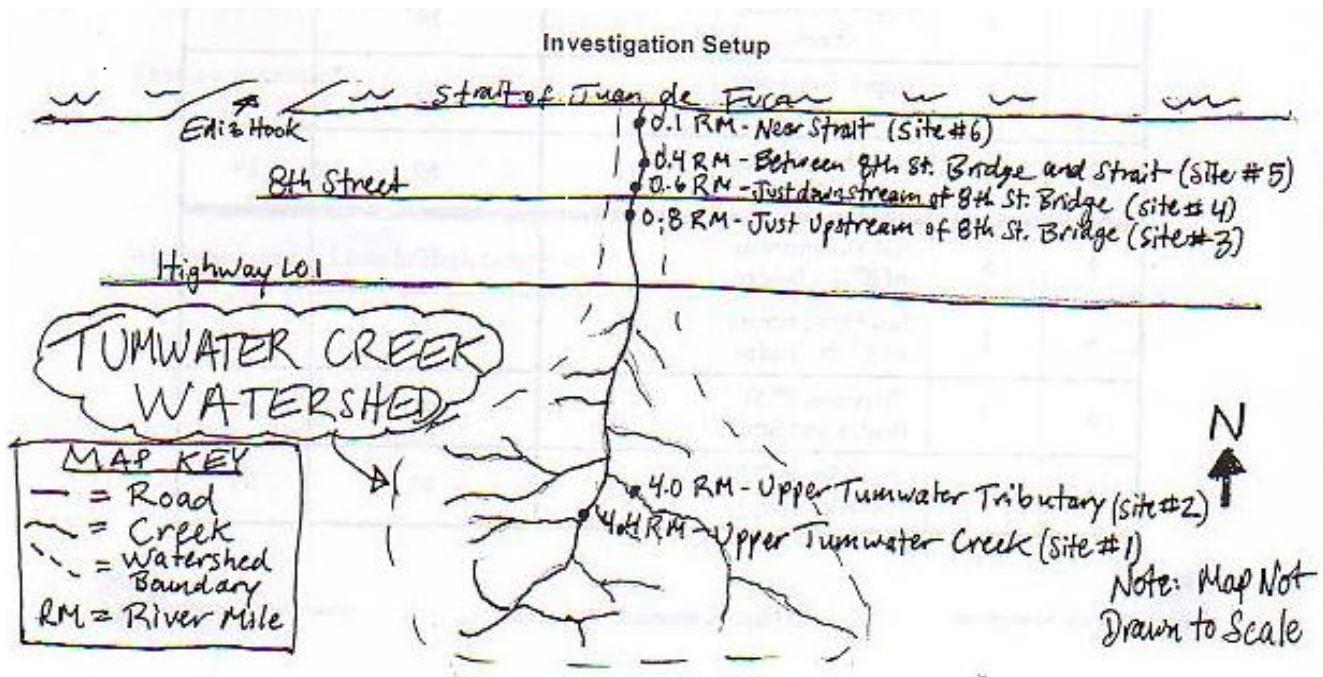 Investigation Setup
Strait of Juan de Fuca
Ediz Hook
0.1 RM - Near Strait (Site #6)
0.4 RM - Between 8th St. Bridge and Strait (Site #5)
8th Street
0.6 RM - Just downstream of 8th St. Bridge (Site #4)
0.8 RM - Just Upstream of 8th St. Bridge (Site #3)
Highway 101
TUMWATER CREEK
WATERSHED
N
MAP KEY
= Road
= Creek
= Watershed
Boundary
RM = River Mile
4.0 RM - Upper Tumwater Tributary (Site #2)
4.4 RM - Upper Tumwater Creek (Site #1)
Note: Map Not
Drawn to Scale